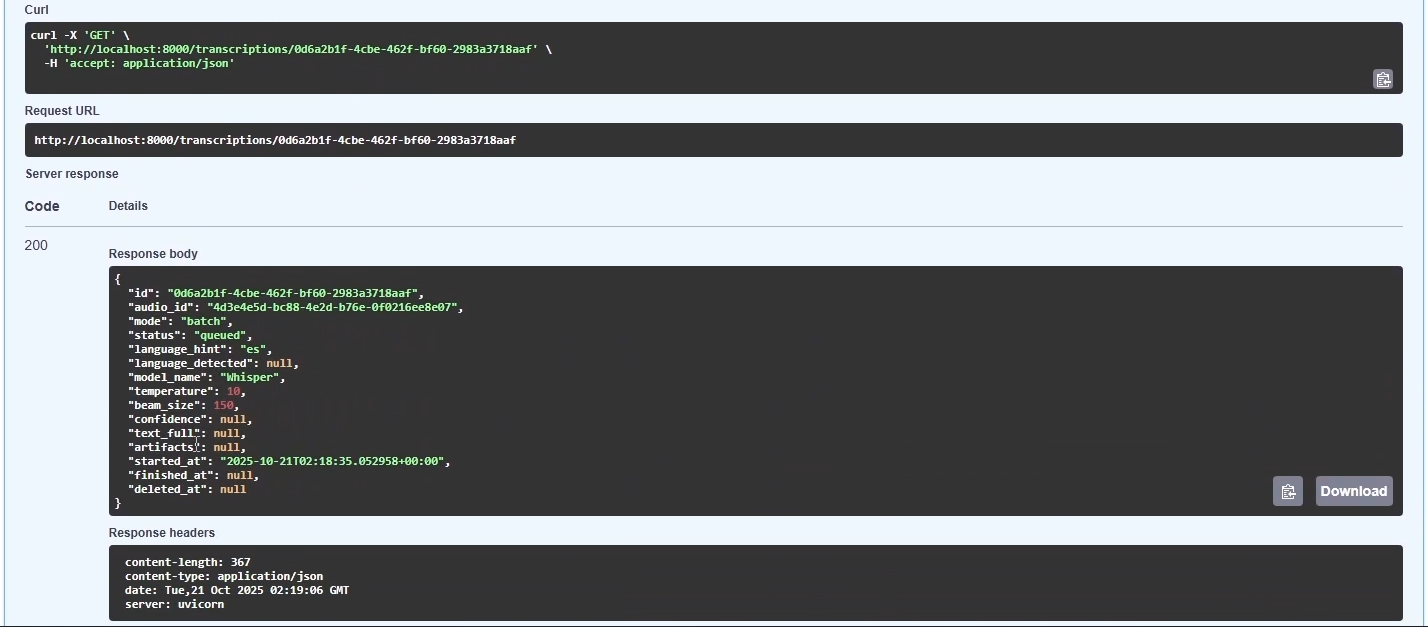 Curl
curl -X 'GET' \
  'http://localhost:8000/transcriptions/0d6a2b1f-4cbe-462f-bf60-2983a3718aaf' \
  -H 'accept: application/json'
Request URL
http://localhost:8000/transcriptions/0d6a2b1f-4cbe-462f-bf60-2983a3718aaf
Server response
Code Details
200
Response body
{
  "id": "0d6a2b1f-4cbe-462f-bf60-2983a3718aaf",
  "audio_id": "4d3e4e5d-bc88-4e2d-b76e-0f0216ee8e07",
  "mode": "batch",
  "status": "queued",
  "language_hint": "es",
  "language_detected": null,
  "model_name": "Whisper",
  "temperature": 10,
  "beam_size": 150,
  "confidence": null,
  "text_full": null,
  "artifacts": null,
  "started_at": "2025-10-21T02:18:35.052958+00:00",
  "finished_at": null,
  "deleted_at": null
}
Download
Response headers
content-length: 367
content-type: application/json
date: Tue,21 Oct 2025 02:19:06 GMT
server: uvicorn